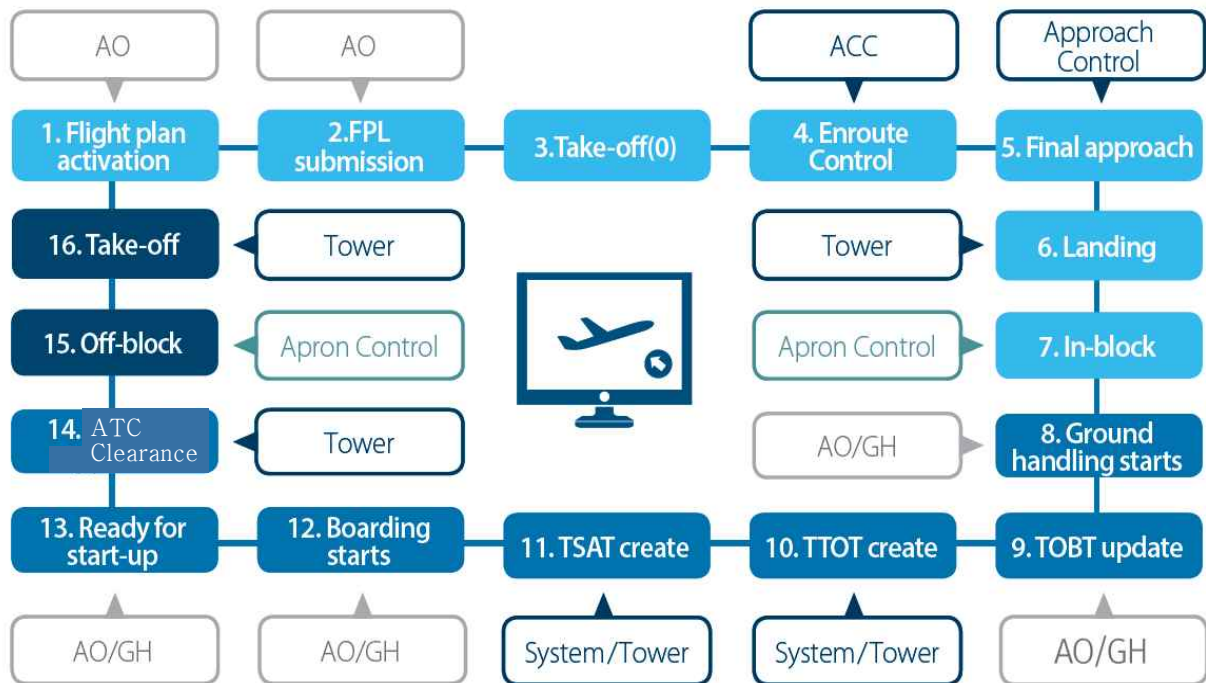 AO
AO
ACC
Approach
Control
1. Flight plan
activation
2.FPL
submission
3.Take-off(0)
4. Enroute
Control
5. Final approach
16. Take-off
Tower
Tower
6. Landing
15. Off-block
Apron Control
Apron Control
7. In-block
14. ATC
Clearance
Tower
AO/GH
8. Ground
handling starts
13. Ready for
start-up
12. Boarding
starts
11. TSAT create
10. TTOT create
9. TOBT update
AO/GH
AO/GH
System/Tower
System/Tower
AO/GH